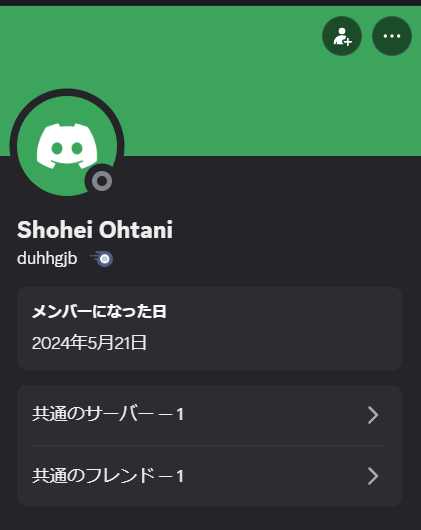 Shohei Ohtani
duhhgjb
メンバーになった日
2024年5月21日
共通のサーバー — 1
共通のフレンド — 1